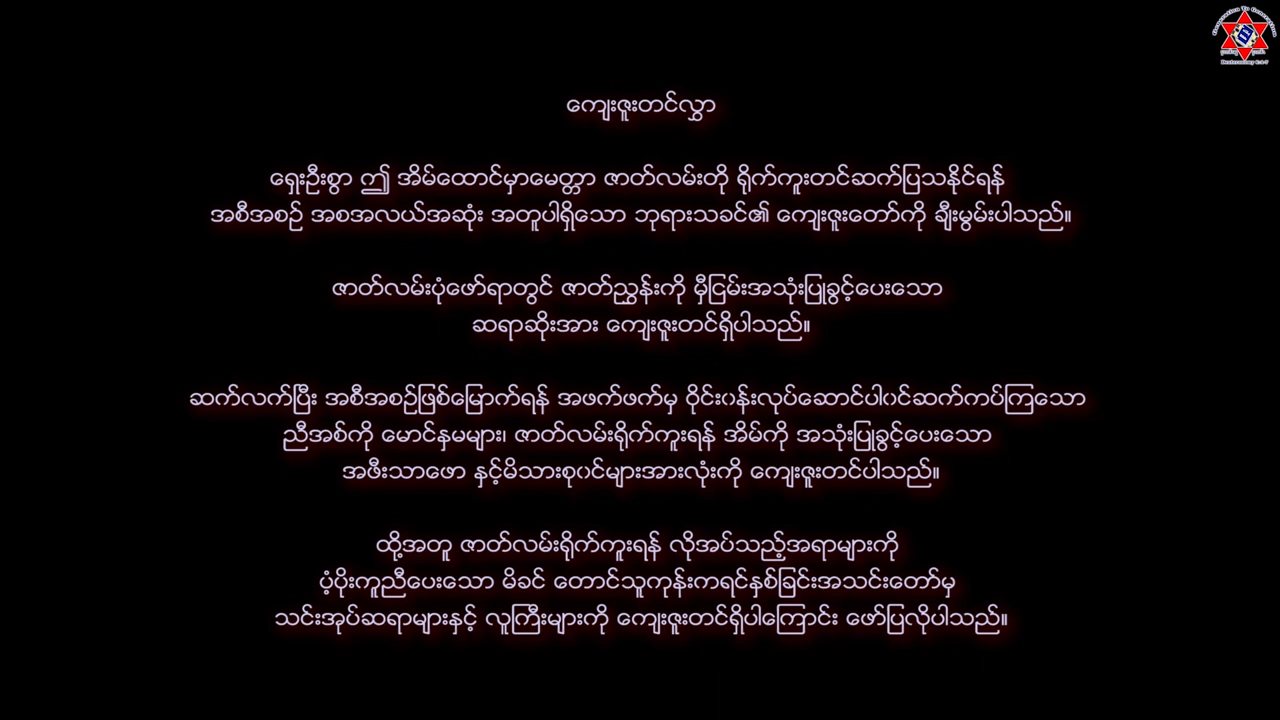 ကျေးဇူးတင်လွှာ
ရှေးဦးစွာ ဤ အိမ်ထောင်မှာမေတ္တာ ဇာတ်လမ်းတို ရိုက်ကူးတင်ဆက်ပြသနိုင်ရန်
အစီအစဉ် အစအလယ်အဆုံး အတူပါရှိသော ဘုရားသခင်၏ ကျေးဇူးတော်ကို ချီးမွမ်းပါသည်။
ဇာတ်လမ်းပုံဖော်ရာတွင် ဇာတ်ညွှန်းကို မှီငြမ်းအသုံးပြုခွင့်ပေးသော
ဆရာဆိုးအား ကျေးဇူးတင်ရှိပါသည်။
ဆက်လက်ပြီး အစီအစဉ်ဖြစ်မြောက်ရန် အဖက်ဖက်မှ ဝိုင်း၀န်းလုပ်ဆောင်ပါ၀င်ဆက်ကပ်ကြသော
ညီအစ်ကို မောင်နှမများ၊ ဇာတ်လမ်းရိုက်ကူးရန် အိမ်ကို အသုံးပြုခွင့်ပေးသော
အဖီးသာဖော နှင့်မိသားစု၀င်များအားလုံးကို ကျေးဇူးတင်ပါသည်။
ထို့အတူ ဇာတ်လမ်းရိုက်ကူးရန် လိုအပ်သည့်အရာများကို
ပံ့ပိုးကူညီပေးသော မိခင် တောင်သူကုန်းကရင်နှစ်ခြင်းအသင်းတော်မှ
သင်းအုပ်ဆရာများနှင့် လူကြီးများကို ကျေးဇူးတင်ရှိပါကြောင်း ဖော်ပြလိုပါသည်။
Generation To Generation